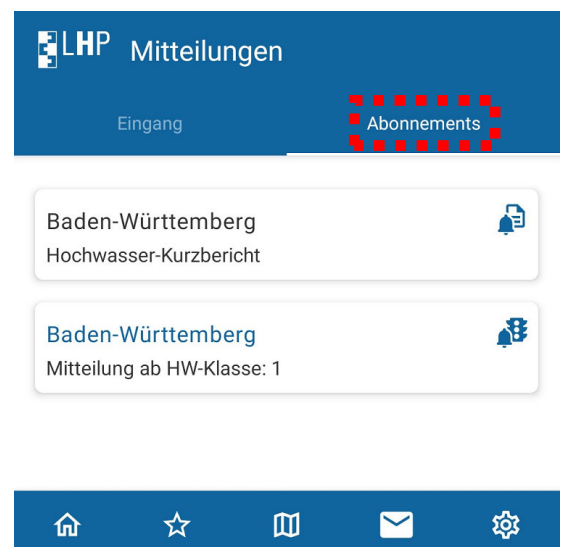 LHP Mitteilungen
Eingang Abonnements
Baden-Württemberg
Hochwasser-Kurzbericht
Baden-Württemberg
Mitteilung ab HW-Klasse: 1